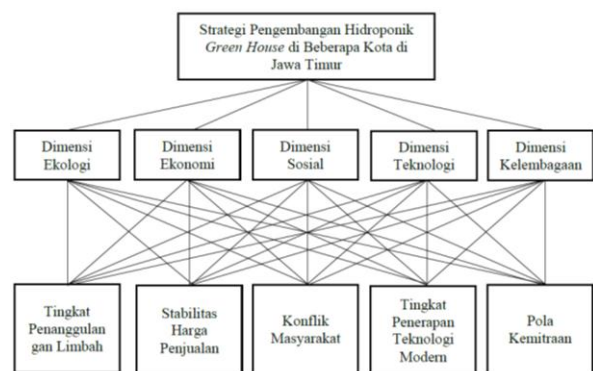 Strategi Pengembangan Hidroponik
Green House di Beberapa Kota di
Jawa Timur
Dimensi
Ekologi
Dimensi
Ekonomi
Dimensi
Sosial
Dimensi
Teknologi
Dimensi
Kelembagaan
Tingkat
Penanggulan
gan Limbah
Stabilitas
Harga
Penjualan
Konflik
Masyarakat
Tingkat
Penerapan
Teknologi
Modern
Pola
Kemitraan